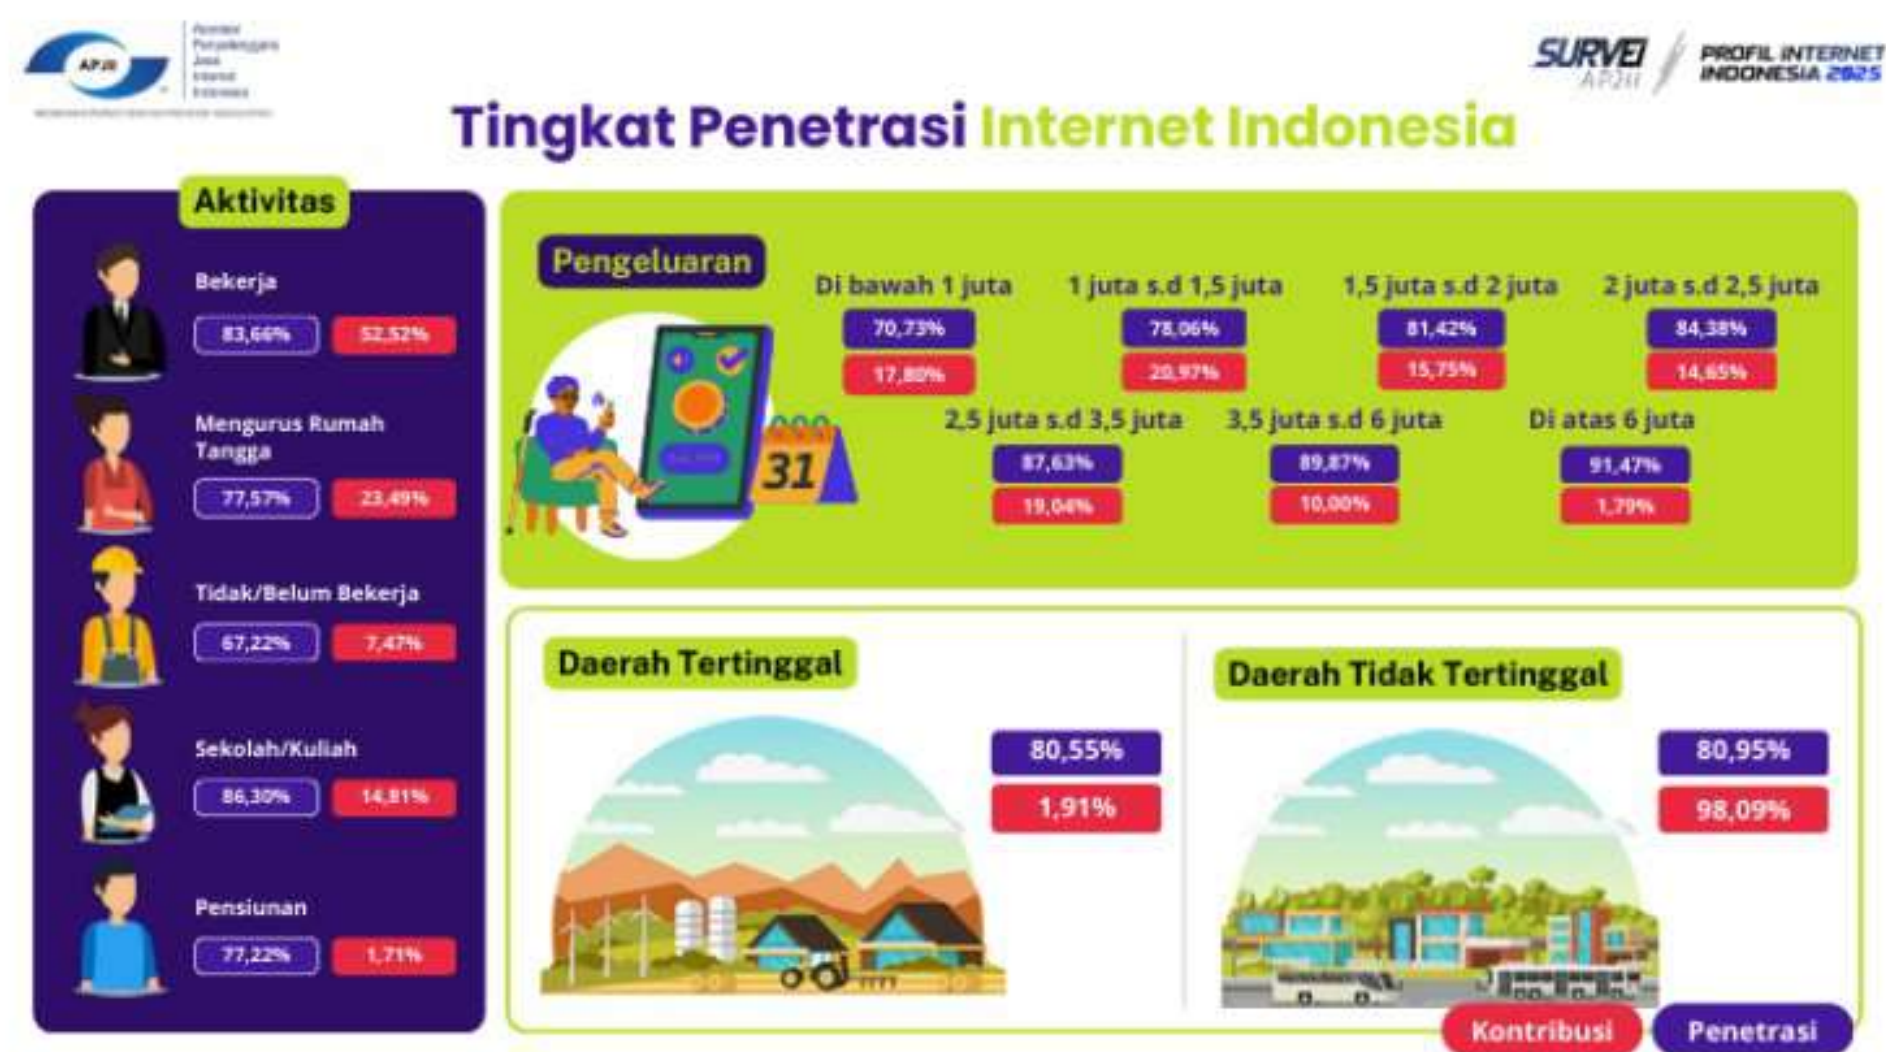 APJII
Asosiasi
Penyelenggara
Jasa
Internet
Indonesia
SURVEI
APJII
PROFIL INTERNET
INDONESIA 2025
Tingkat Penetrasi Internet Indonesia
Aktivitas
Bekerja
83,66% 52,52%
Mengurus Rumah
Tangga
77,57% 23,49%
Tidak/Belum Bekerja
67,22% 7,47%
Sekolah/Kuliah
86,30% 14,81%
Pensiunan
77,22% 1,71%
Pengeluaran
31
Di bawah 1 juta
70,73%
17,80%
1 juta s.d 1,5 juta
78,06%
20,97%
1,5 juta s.d 2 juta
81,42%
15,75%
2 juta s.d 2,5 juta
84,38%
14,65%
2,5 juta s.d 3,5 juta
87,63%
19,04%
3,5 juta s.d 6 juta
89,87%
10,00%
Di atas 6 juta
91,47%
1,79%
Daerah Tertinggal
80,55%
1,91%
Daerah Tidak Tertinggal
80,95%
98,09%
Kontribusi
Penetrasi